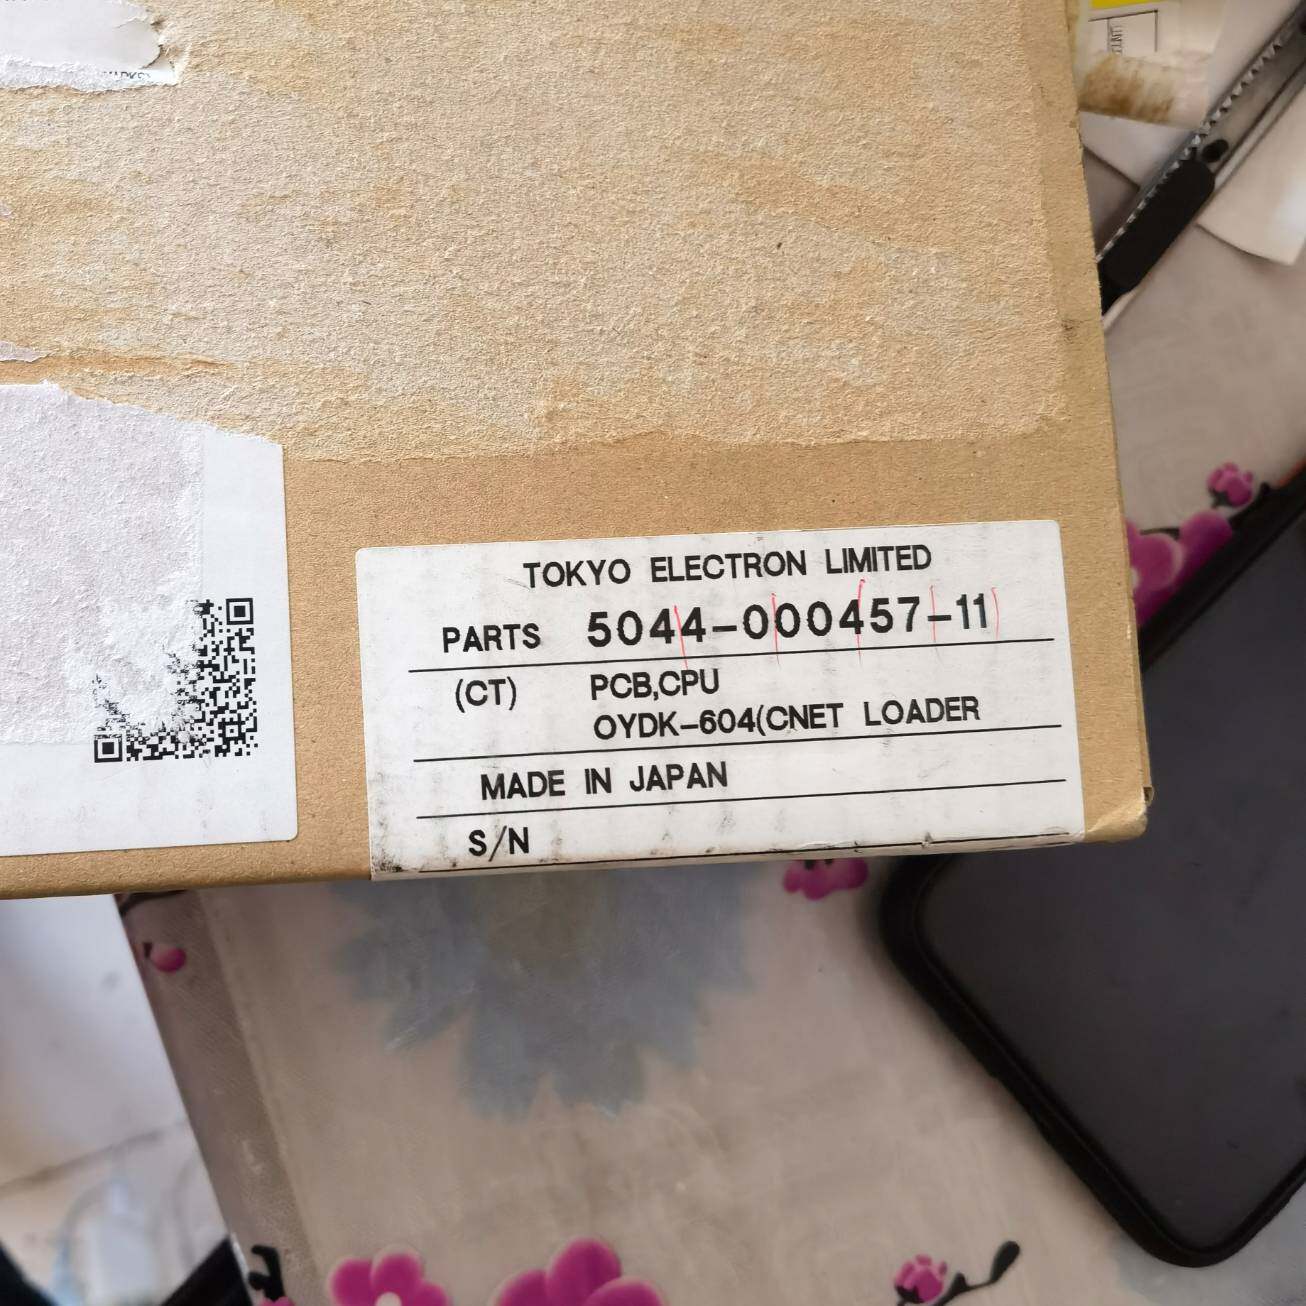 TOKYO ELECTRON LIMITED
PARTS 5044-000457-11
(CT) PCB,CPU
OYDK-604(CNET LOADER
MADE IN JAPAN
S/N